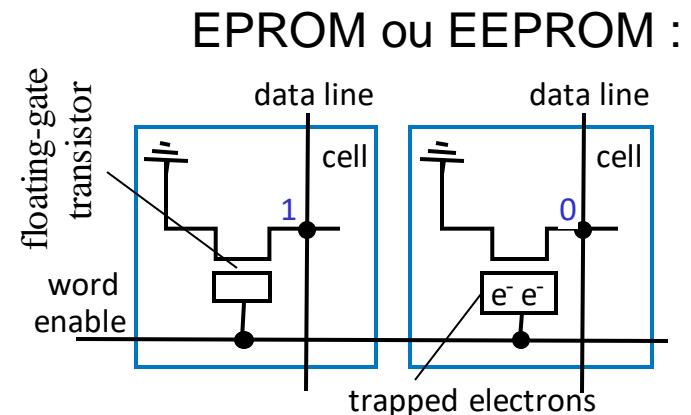 EPROM ou EEPROM :
floating-gate
transistor
data line
data line
cell
cell
1
0
word
enable
e⁻ e⁻
trapped electrons